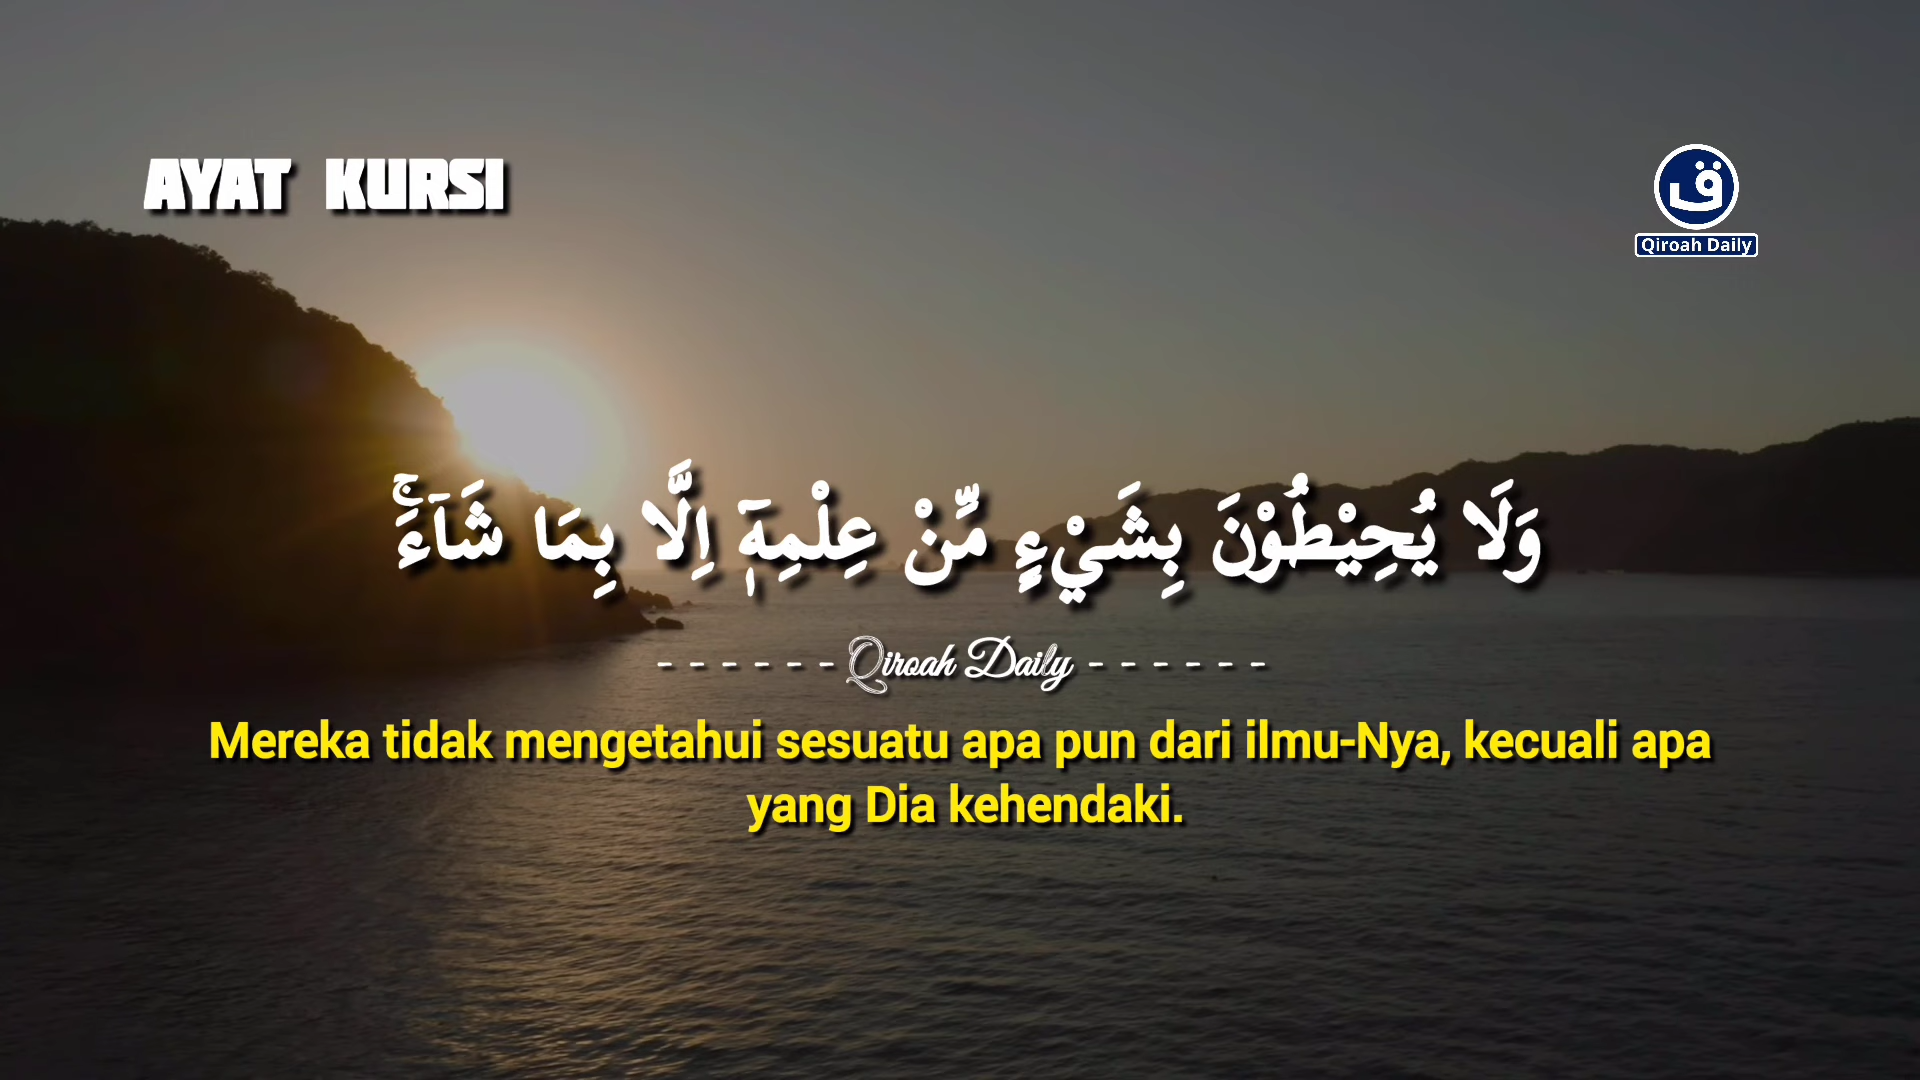 AYAT KURSI
ق
Qiroah Daily
وَلَا يُحِيْطُوْنَ بِشَيْءٍ مِّنْ عِلْمِهٖٓ اِلَّا بِمَا شَاۤءَۚ
- - - - - - Qiroah Daily - - - - - -
Mereka tidak mengetahui sesuatu apa pun dari ilmu-Nya, kecuali apa
yang Dia kehendaki.